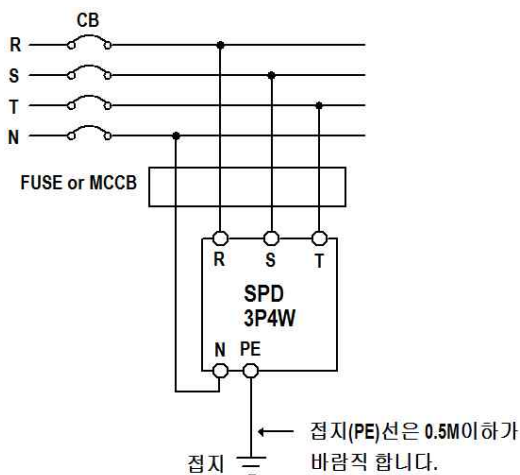 CB
R
S
T
N
FUSE or MCCB
R S T
SPD
3P4W
N PE
접지(PE)선은 0.5M이하가
바람직 합니다.
접지